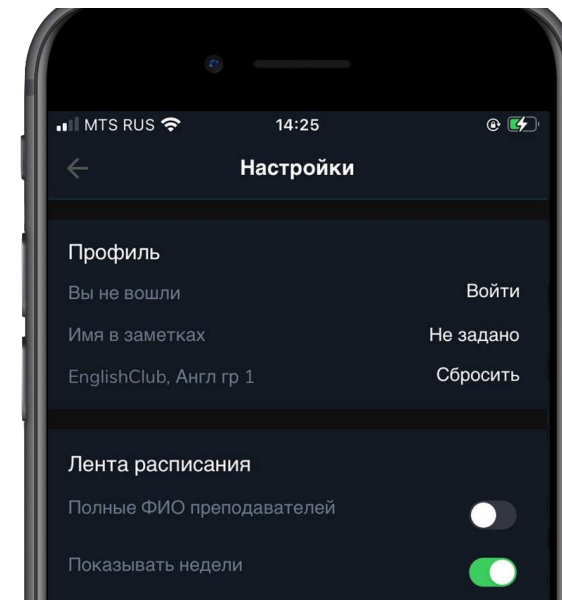 MTS RUS 14:25
Настройки
Профиль
Вы не вошли Войти
Имя в заметках Не задано
EnglishClub, Англ гр 1 Сбросить
Лента расписания
Полные ФИО преподавателей
Показывать недели